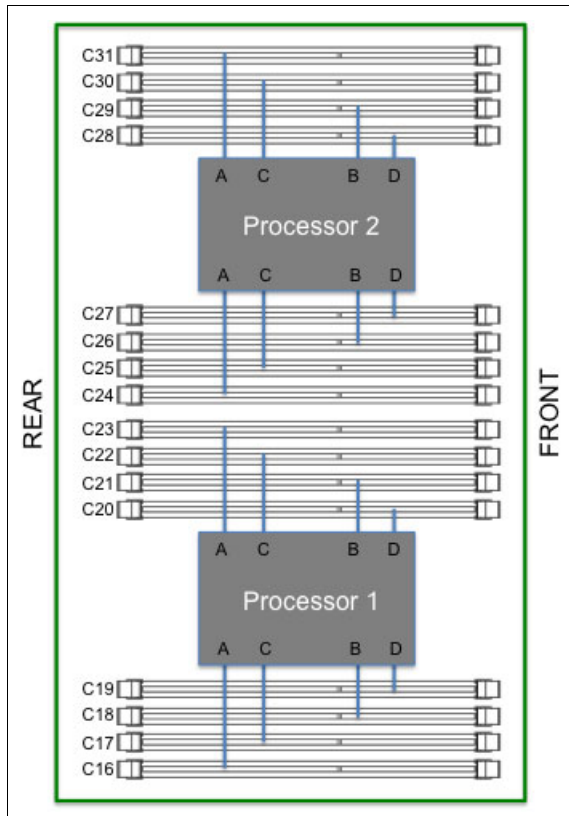 C31
C30
C29
C28
A C B D
Processor 2
A C B D
C27
C26
C25
C24
REAR
FRONT
C23
C22
C21
C20
A C B D
Processor 1
A C B D
C19
C18
C17
C16